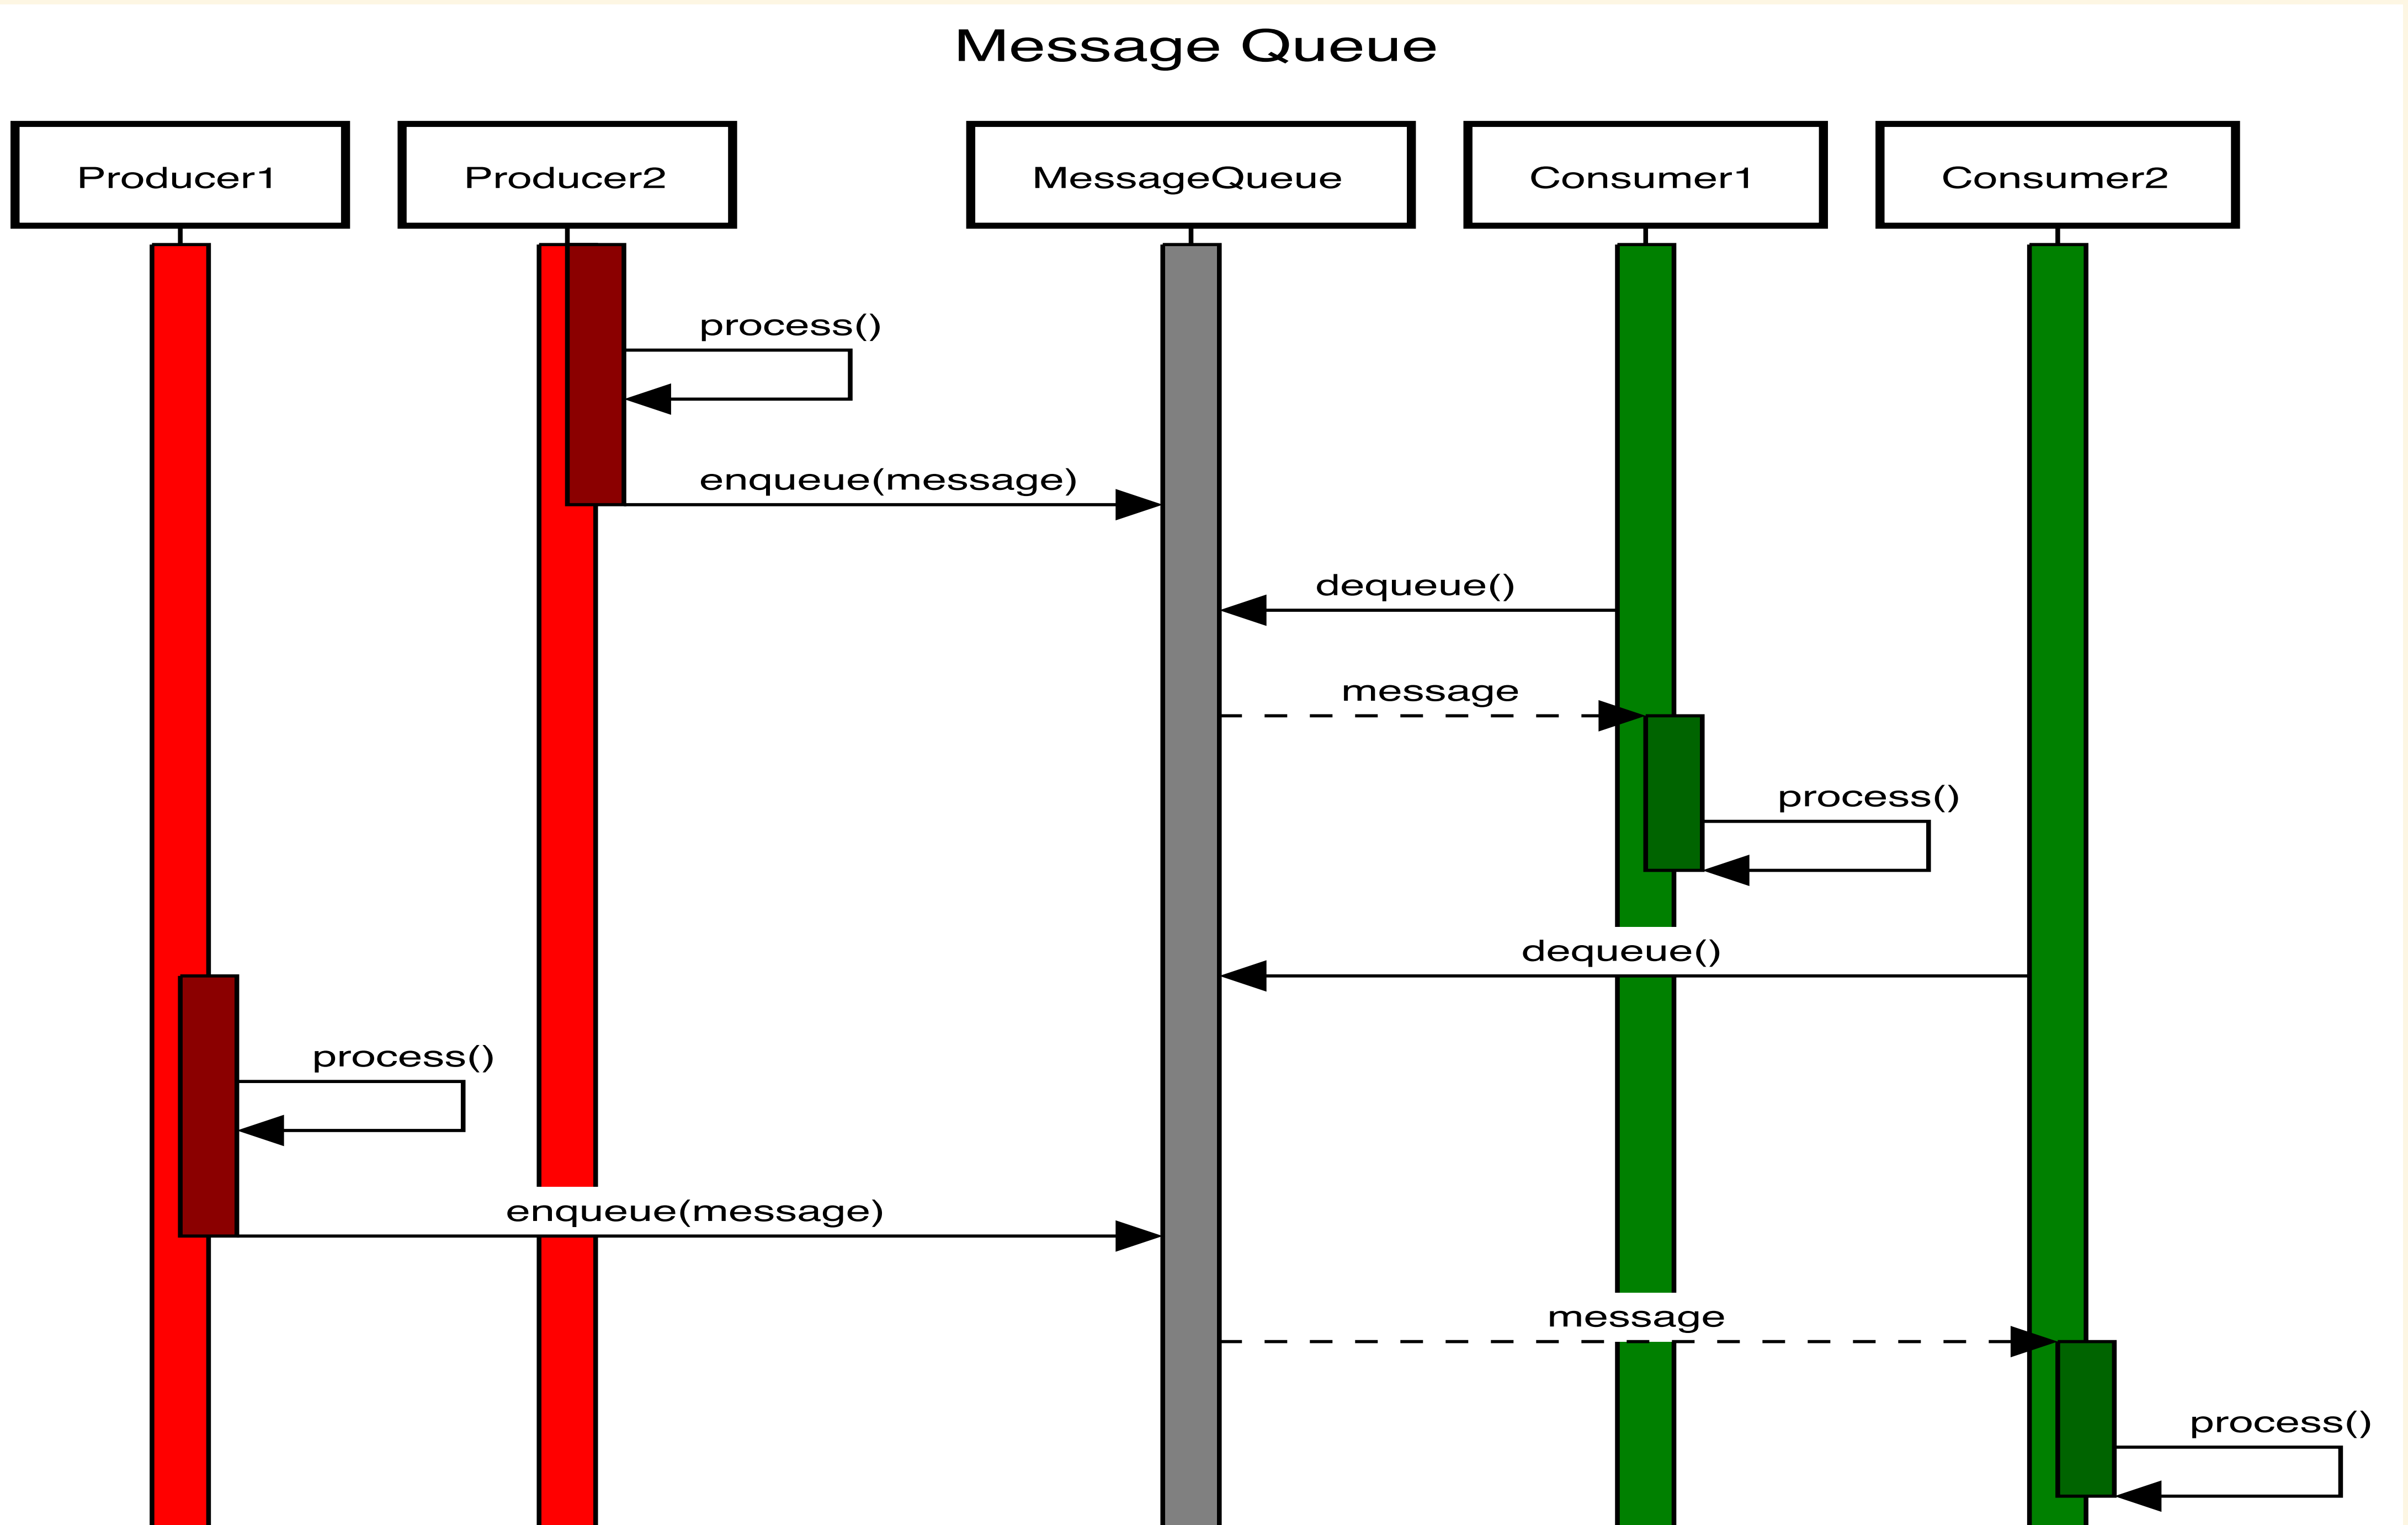 Message Queue
Producer1
Producer2
MessageQueue
Consumer1
Consumer2
process()
enqueue(message)
dequeue()
message
process()
dequeue()
process()
enqueue(message)
message
process()